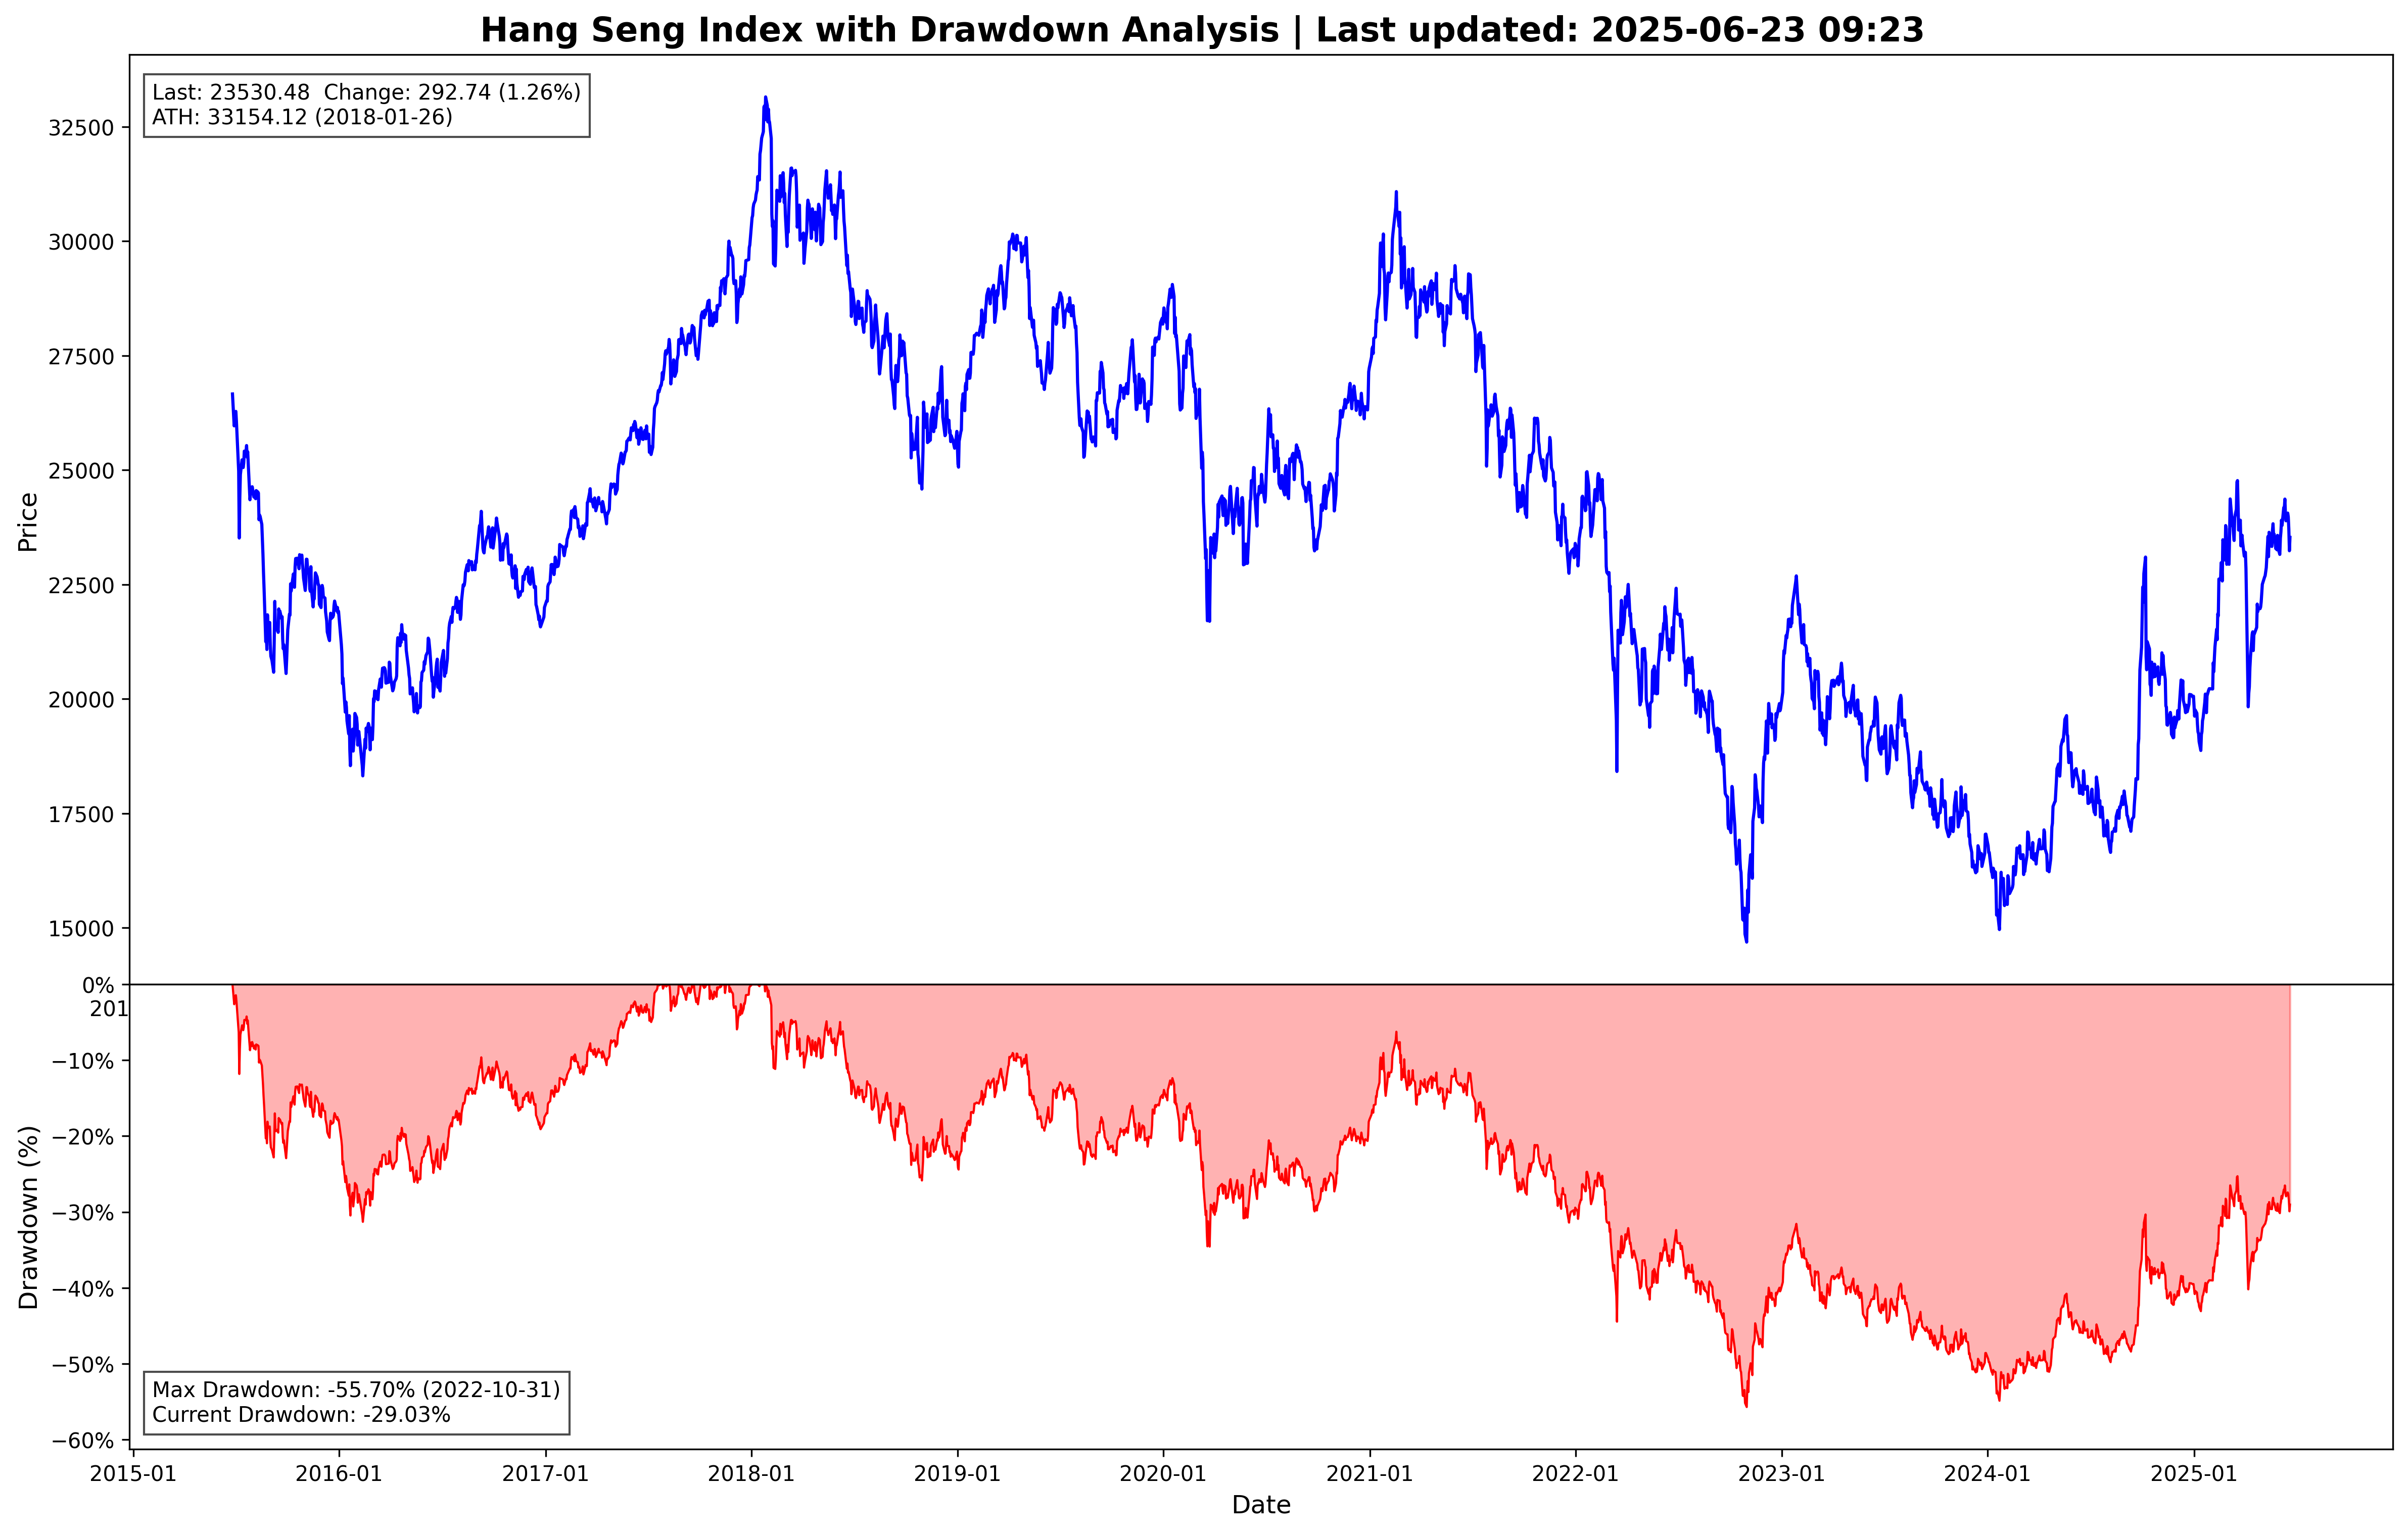 Hang Seng Index with Drawdown Analysis | Last updated: 2025-06-23 09:23
Last: 23530.48  Change: 292.74 (1.26%)
ATH: 33154.12 (2018-01-26)
Price
32500
30000
27500
25000
22500
20000
17500
15000
201
Drawdown (%)
0%
−10%
−20%
−30%
−40%
−50%
−60%
Max Drawdown: -55.70% (2022-10-31)
Current Drawdown: -29.03%
2015-01 2016-01 2017-01 2018-01 2019-01 2020-01 2021-01 2022-01 2023-01 2024-01 2025-01
Date